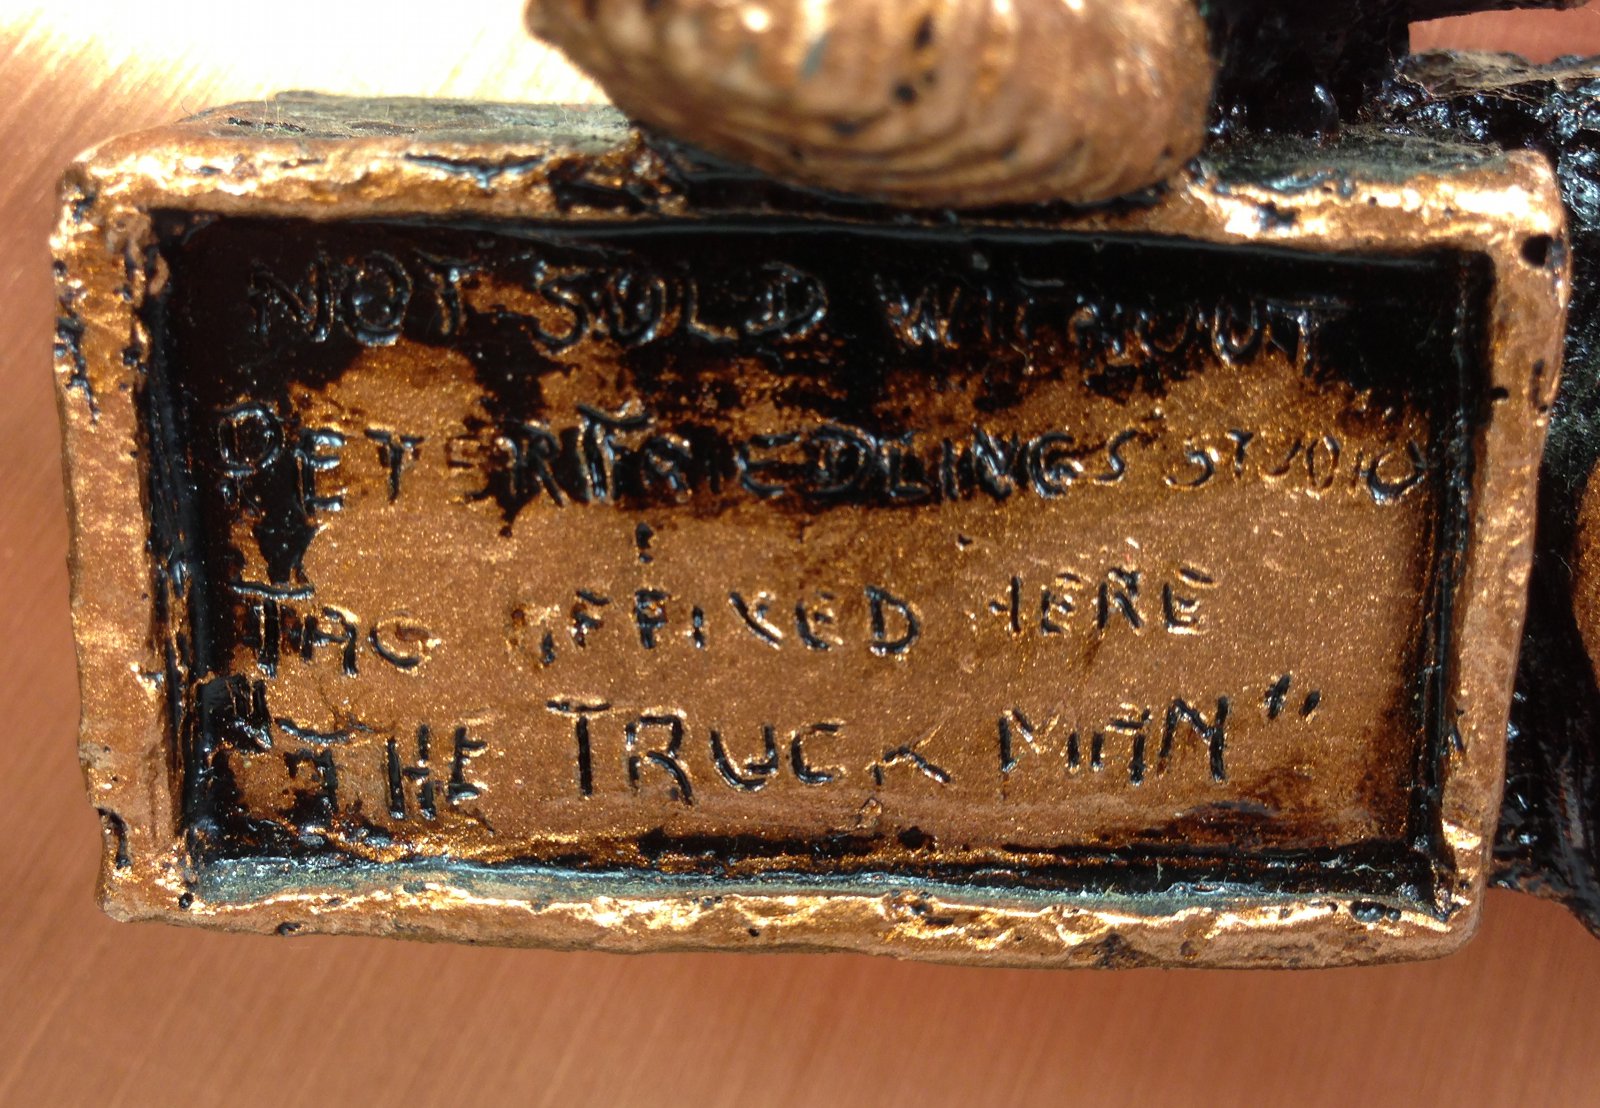 NOT SOLD WITHOUT
PETER FRIEDLINGS STUDIO
TAG AFFIXED HERE
"THE TRUCK MAN"